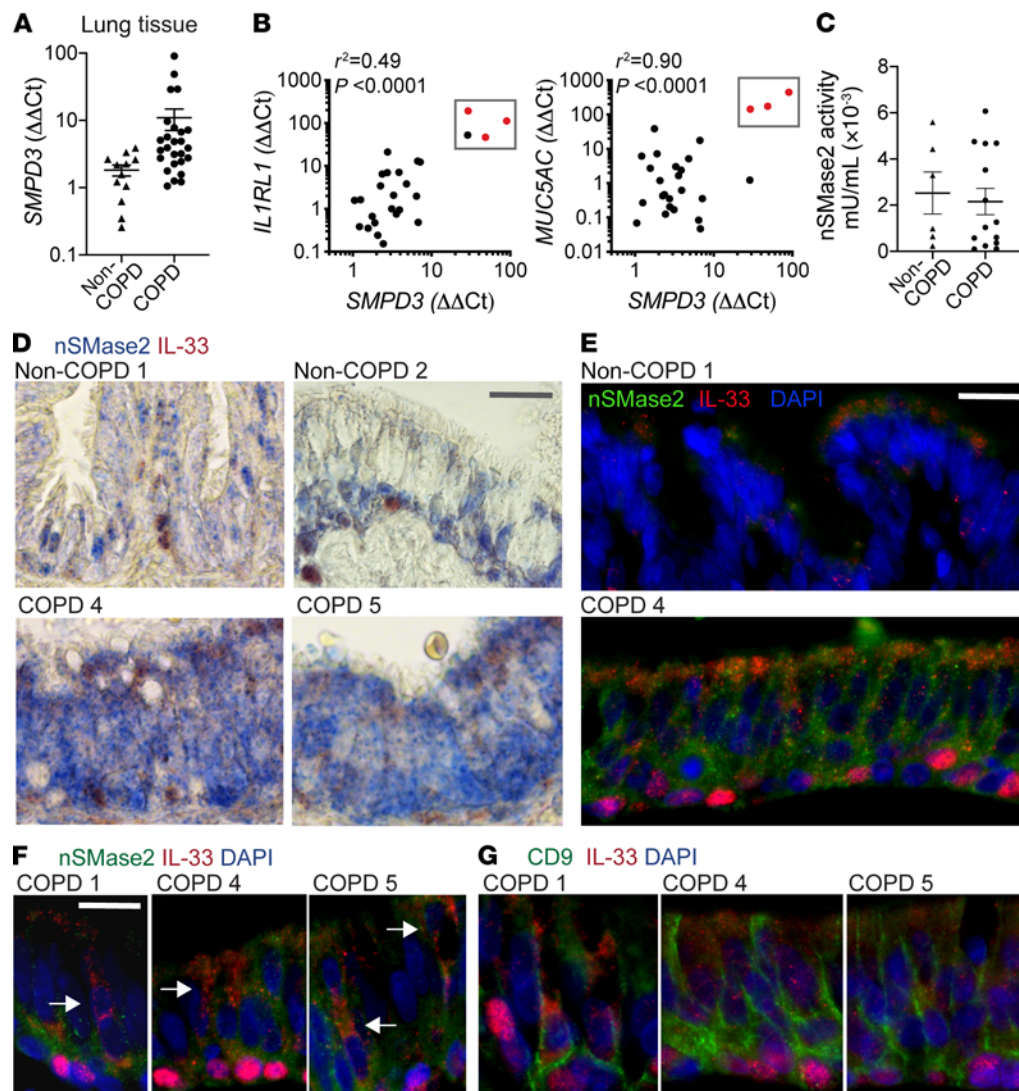 A
Lung tissue
SMPD3 (ΔΔCt)
100
10
1
0.1
Non-
COPD
COPD
B
r²=0.49
P <0.0001
IL1RL1 (ΔΔCt)
1000
100
10
1
0.1
1
10
100
SMPD3 (ΔΔCt)
r²=0.90
P <0.0001
MUC5AC (ΔΔCt)
1000
100
10
1
0.1
0.01
1
10
100
SMPD3 (ΔΔCt)
C
nSMase2 activity
mU/mL (×10⁻³)
8
6
4
2
0
Non-
COPD
COPD
D
nSMase2 IL-33
Non-COPD 1
Non-COPD 2
COPD 4
COPD 5
E
Non-COPD 1
nSMase2 IL-33 DAPI
COPD 4
F
nSMase2 IL-33 DAPI
COPD 1
COPD 4
COPD 5
G
CD9 IL-33 DAPI
COPD 1
COPD 4
COPD 5